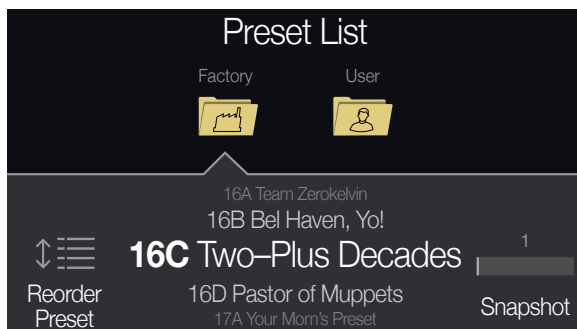 Preset List
Factory
User
16A Team Zerokelvin
16B Bel Haven, Yo!
16C Two–Plus Decades
1
16D Pastor of Muppets
17A Your Mom's Preset
Reorder
Preset
Snapshot